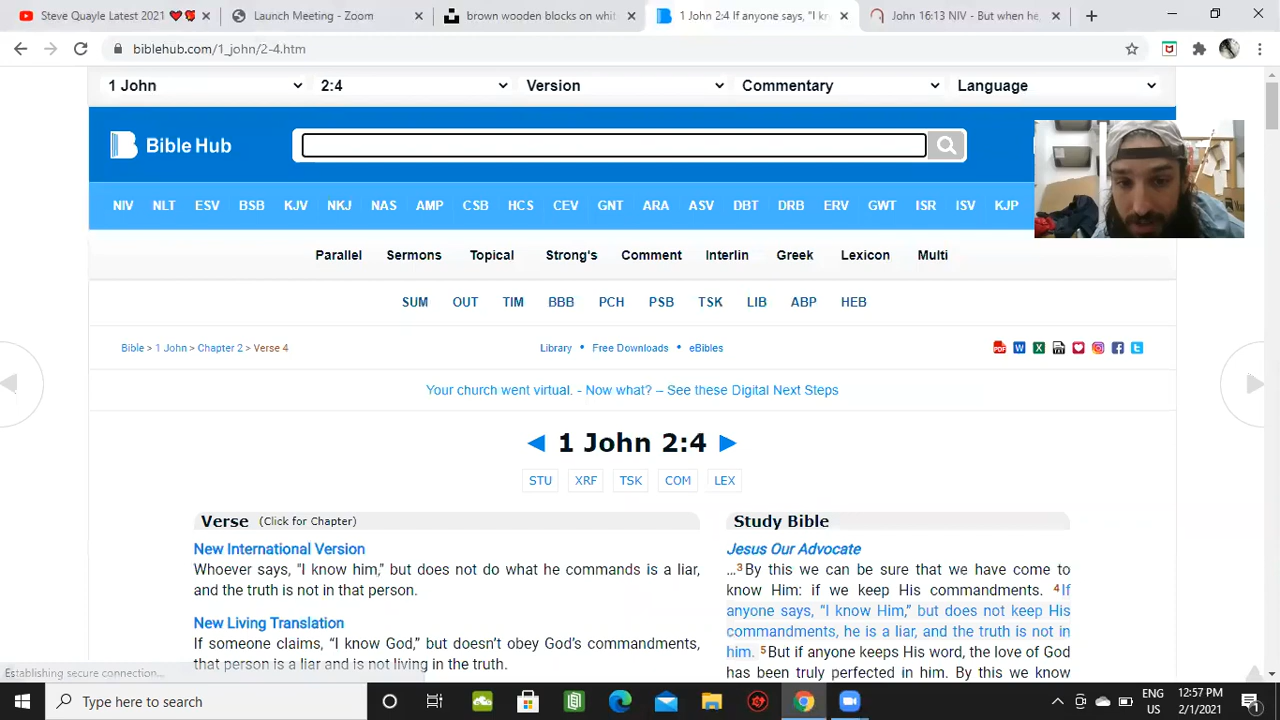 Steve Quayle Latest 2021
Launch Meeting - Zoom
brown wooden blocks on whit
1 John 2:4 If anyone says, “I kn
John 16:13 NIV - But when he,
biblehub.com/1_john/2-4.htm
1 John 2:4 Version Commentary Language
Bible Hub
NIV NLT ESV BSB KJV NKJ NAS AMP CSB HCS CEV GNT ARA ASV DBT DRB ERV GWT ISR ISV KJP
Parallel Sermons Topical Strong's Comment Interlin Greek Lexicon Multi
SUM OUT TIM BBB PCH PSB TSK LIB ABP HEB
Bible > 1 John > Chapter 2 > Verse 4
Library • Free Downloads • eBibles
Your church went virtual. - Now what? – See these Digital Next Steps
◄ 1 John 2:4 ►
STU XRF TSK COM LEX
Verse (Click for Chapter)
New International Version
Whoever says, “I know him,” but does not do what he commands is a liar,
and the truth is not in that person.
New Living Translation
If someone claims, “I know God,” but doesn’t obey God’s commandments,
that person is a liar and is not living in the truth.
Study Bible
Jesus Our Advocate
…3By this we can be sure that we have come to
know Him: if we keep His commandments. 4If
anyone says, “I know Him,” but does not keep His
commandments, he is a liar, and the truth is not in
him. 5But if anyone keeps His word, the love of God
has been truly perfected in him. By this we know
Establishing secure connection...
Type here to search
ENG
US
12:57 PM
2/1/2021
1